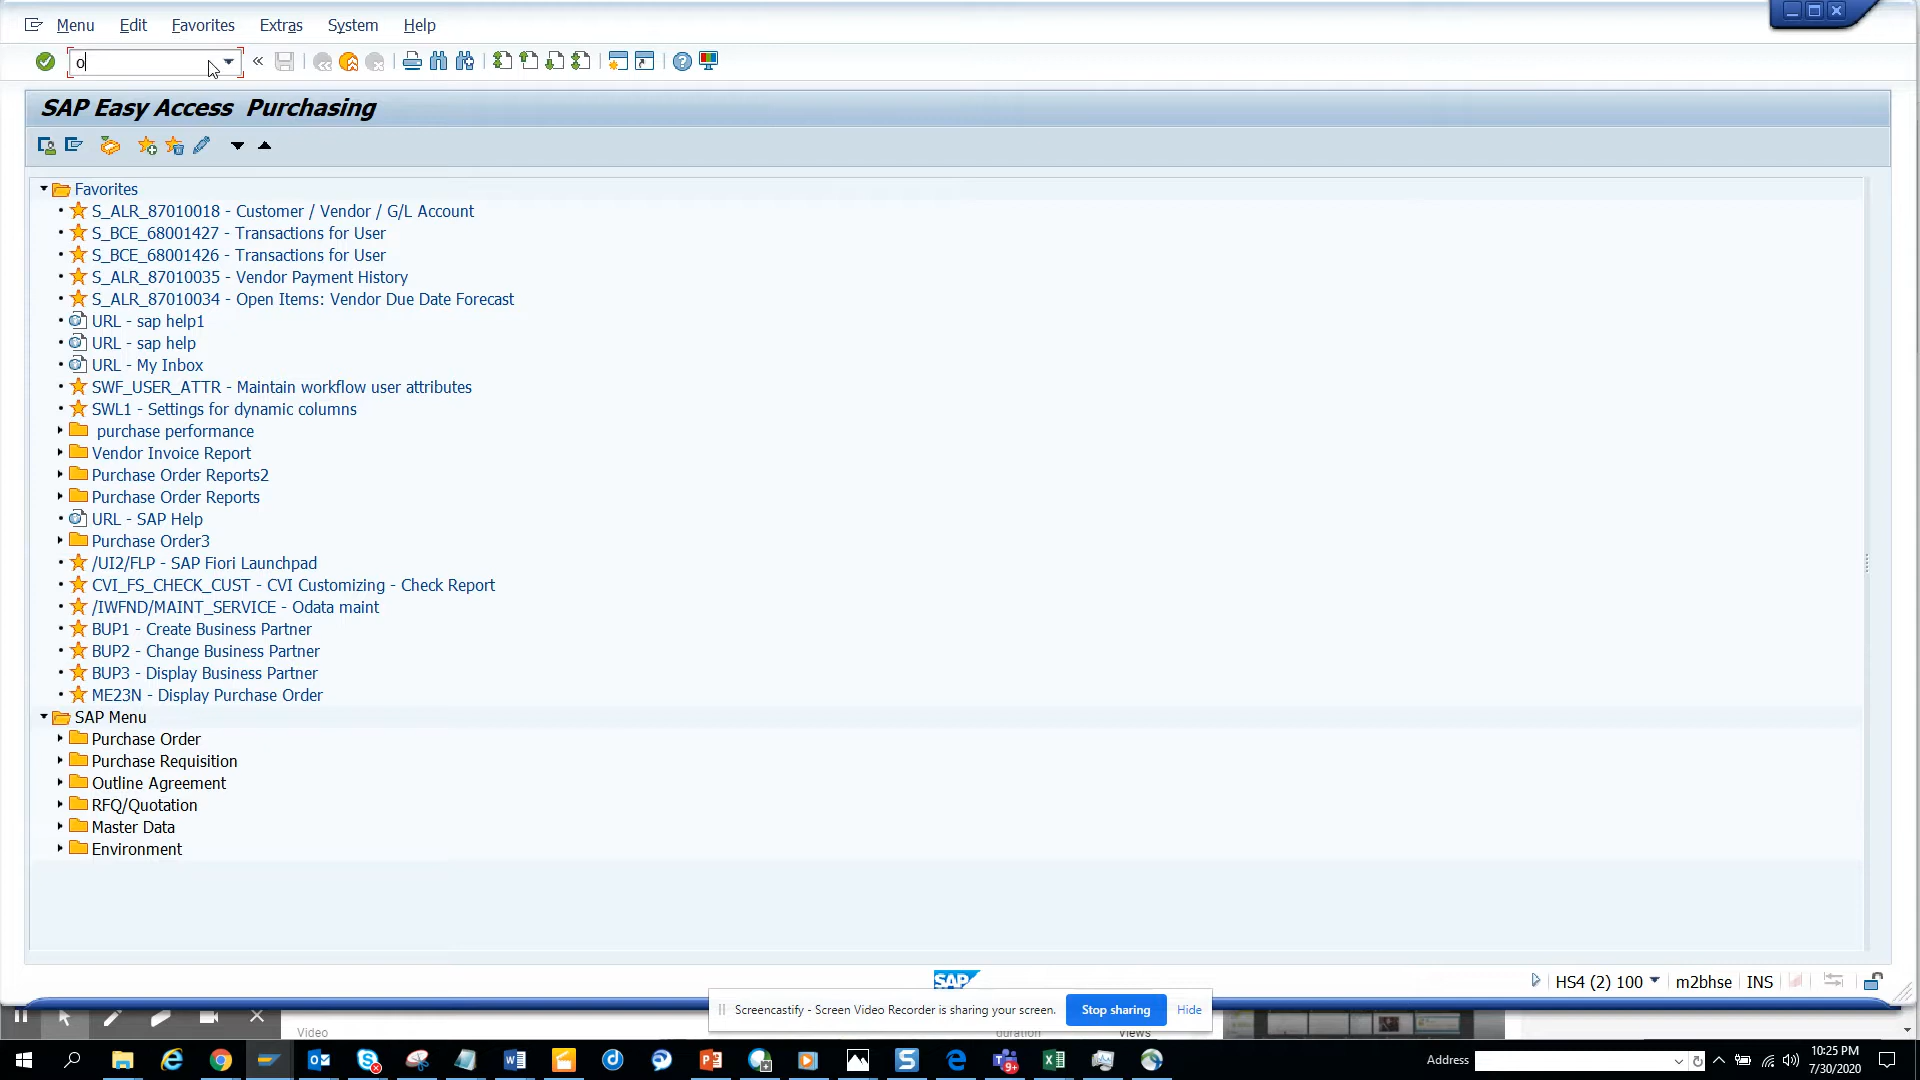 Menu Edit Favorites Extras System Help
o
SAP Easy Access Purchasing
Favorites
S_ALR_87010018 - Customer / Vendor / G/L Account
S_BCE_68001427 - Transactions for User
S_BCE_68001426 - Transactions for User
S_ALR_87010035 - Vendor Payment History
S_ALR_87010034 - Open Items: Vendor Due Date Forecast
URL - sap help1
URL - sap help
URL - My Inbox
SWF_USER_ATTR - Maintain workflow user attributes
SWL1 - Settings for dynamic columns
purchase performance
Vendor Invoice Report
Purchase Order Reports2
Purchase Order Reports
URL - SAP Help
Purchase Order3
/UI2/FLP - SAP Fiori Launchpad
CVI_FS_CHECK_CUST - CVI Customizing - Check Report
/IWFND/MAINT_SERVICE - Odata maint
BUP1 - Create Business Partner
BUP2 - Change Business Partner
BUP3 - Display Business Partner
ME23N - Display Purchase Order
SAP Menu
Purchase Order
Purchase Requisition
Outline Agreement
RFQ/Quotation
Master Data
Environment
SAP
HS4 (2) 100 m2bhse INS
Screencastify - Screen Video Recorder is sharing your screen. Stop sharing Hide
Video duration Views
Address 10:25 PM
7/30/2020